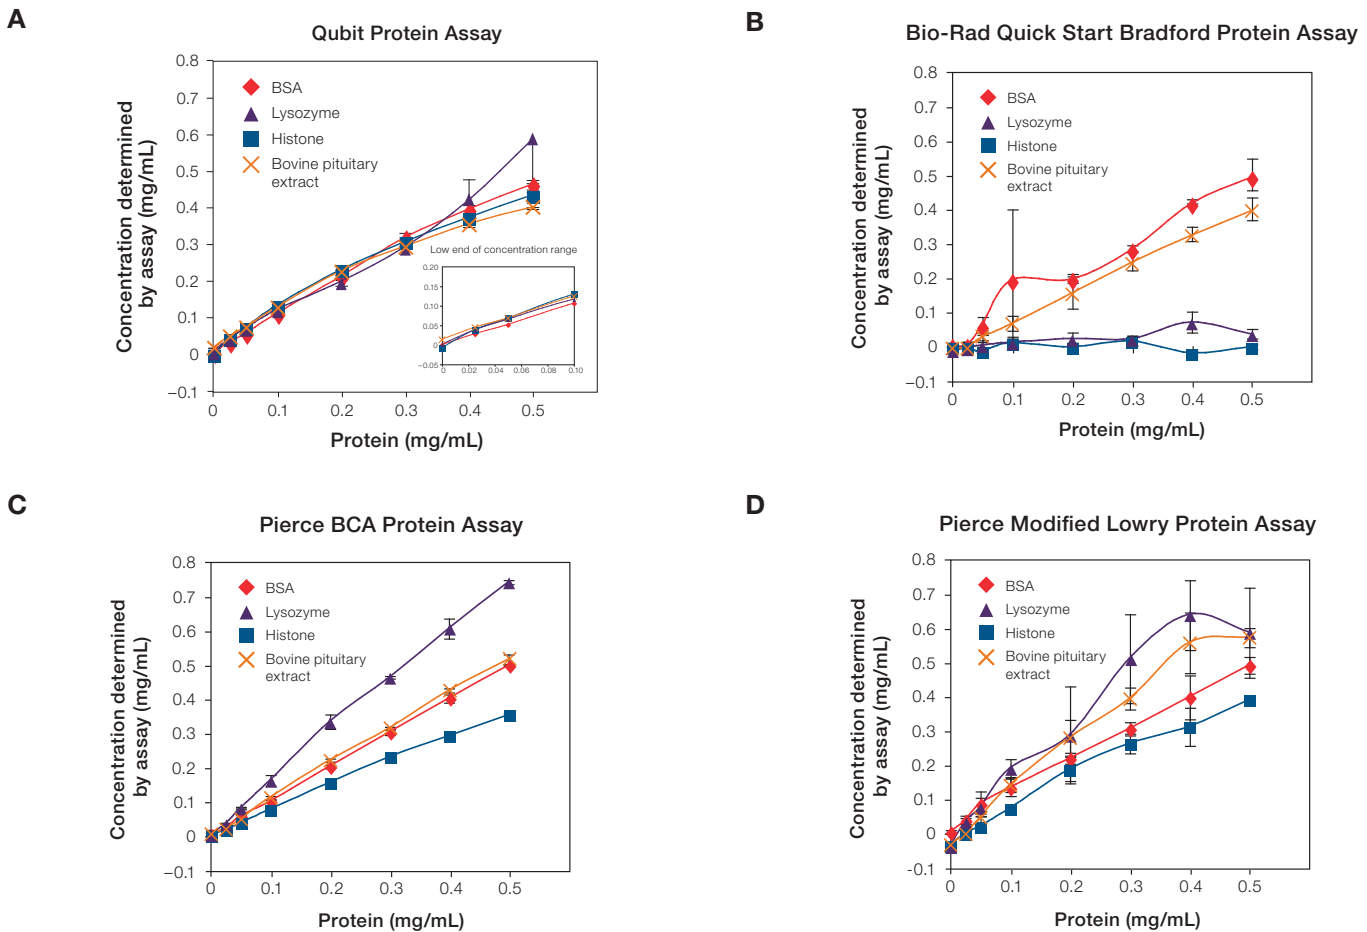 A
Qubit Protein Assay
Concentration determined
by assay (mg/mL)
0.8
0.7
0.6
0.5
0.4
0.3
0.2
0.1
0
−0.1
BSA
Lysozyme
Histone
Bovine pituitary
extract
Low end of concentration range
0.20
0.15
0.10
0.05
0.00
−0.05
0 0.02 0.04 0.06 0.08 0.10
0 0.1 0.2 0.3 0.4 0.5
Protein (mg/mL)
B
Bio-Rad Quick Start Bradford Protein Assay
Concentration determined
by assay (mg/mL)
0.8
0.7
0.6
0.5
0.4
0.3
0.2
0.1
0
−0.1
BSA
Lysozyme
Histone
Bovine pituitary
extract
0 0.1 0.2 0.3 0.4 0.5
Protein (mg/mL)
C
Pierce BCA Protein Assay
Concentration determined
by assay (mg/mL)
0.8
0.7
0.6
0.5
0.4
0.3
0.2
0.1
0
−0.1
BSA
Lysozyme
Histone
Bovine pituitary
extract
0 0.1 0.2 0.3 0.4 0.5
Protein (mg/mL)
D
Pierce Modified Lowry Protein Assay
Concentration determined
by assay (mg/mL)
0.8
0.7
0.6
0.5
0.4
0.3
0.2
0.1
0
-0.1
BSA
Lysozyme
Histone
Bovine pituitary
extract
0 0.1 0.2 0.3 0.4 0.5
Protein (mg/mL)